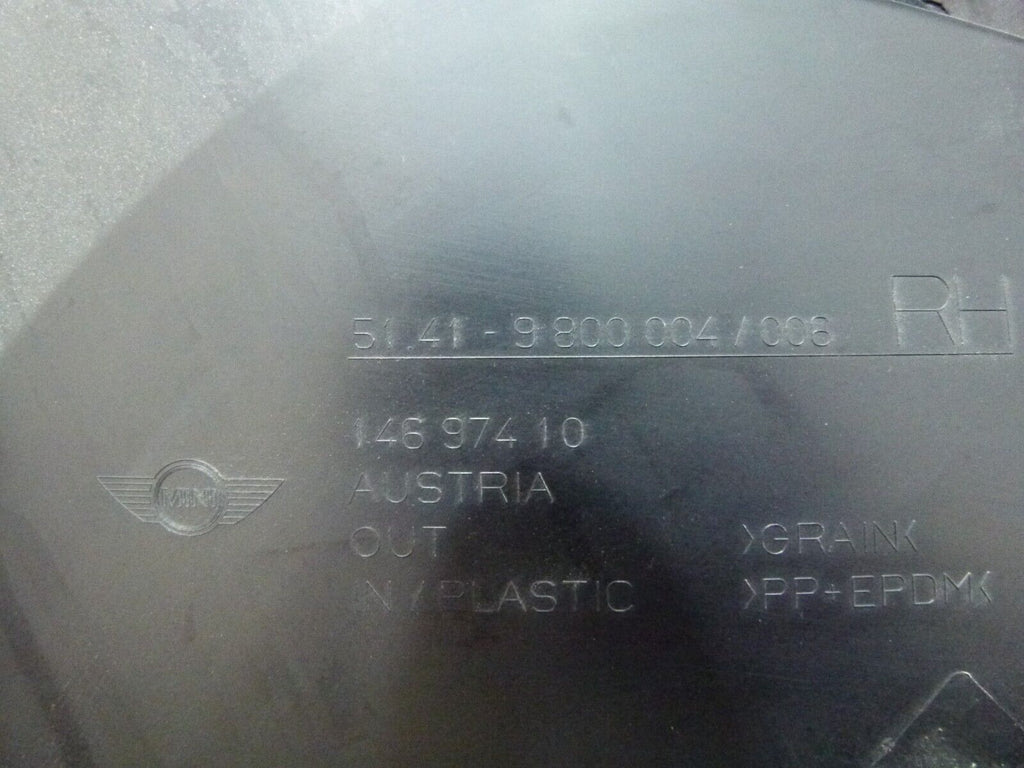 RH
51.41 - 9 800 004 / 006
146 974 10
AUSTRIA
MINI
OUT >GRAIN<
IN / PLASTIC >PP+EPDM<